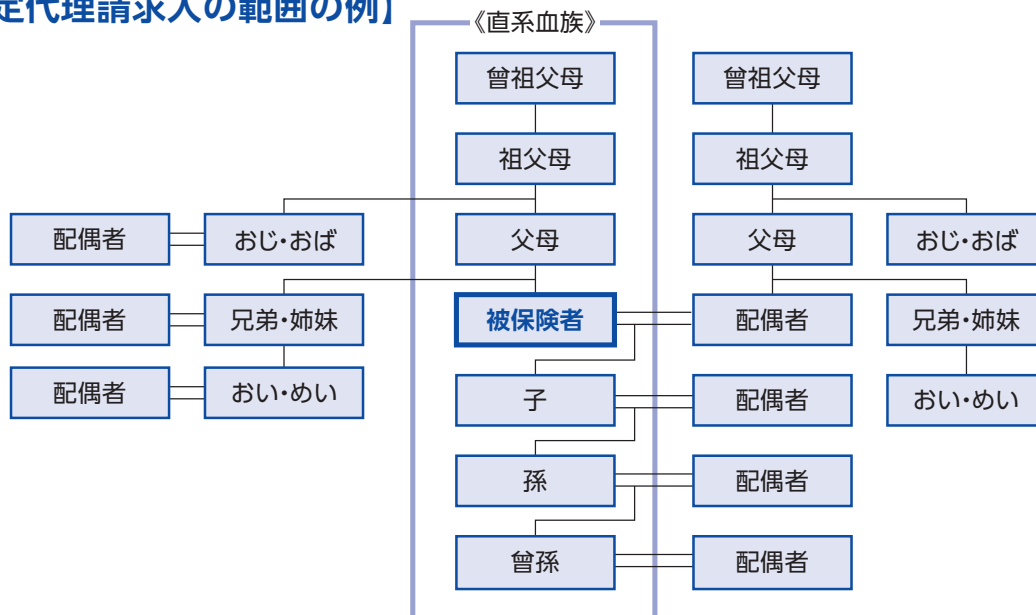 定代理請求人の範囲の例】
《直系血族》
曾祖父母 曾祖父母
祖父母 祖父母
配偶者 おじ・おば 父母 父母 おじ・おば
配偶者 兄弟・姉妹 被保険者 配偶者 兄弟・姉妹
配偶者 おい・めい 子 配偶者 おい・めい
孫 配偶者
曾孫 配偶者